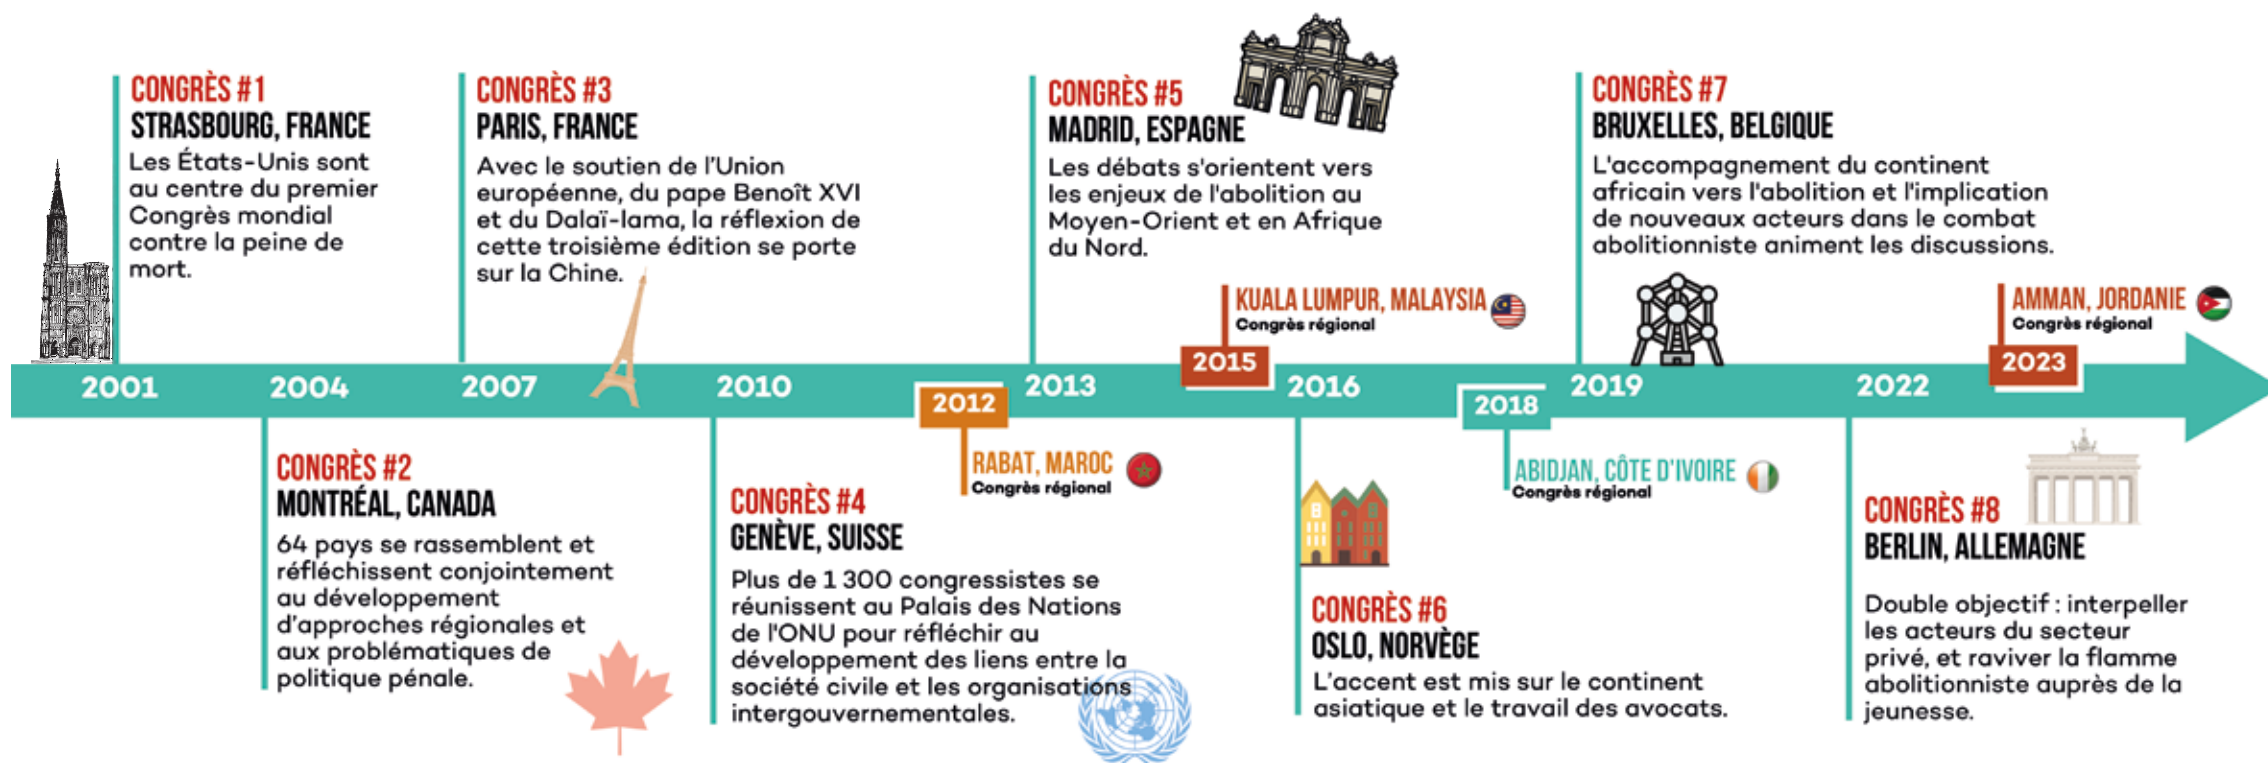 CONGRÈS #1
STRASBOURG, FRANCE
Les États-Unis sont
au centre du premier
Congrès mondial
contre la peine de
mort.
CONGRÈS #3
PARIS, FRANCE
Avec le soutien de l'Union
européenne, du pape Benoît XVI
et du Dalaï-lama, la réflexion de
cette troisième édition se porte
sur la Chine.
CONGRÈS #5
MADRID, ESPAGNE
Les débats s'orientent vers
les enjeux de l'abolition au
Moyen-Orient et en Afrique
du Nord.
KUALA LUMPUR, MALAYSIA
Congrès régional
CONGRÈS #7
BRUXELLES, BELGIQUE
L'accompagnement du continent
africain vers l'abolition et l'implication
de nouveaux acteurs dans le combat
abolitionniste animent les discussions.
AMMAN, JORDANIE
Congrès régional
2001
2004
2007
2010
2012
2013
2015
2016
2018
2019
2022
2023
CONGRÈS #2
MONTRÉAL, CANADA
64 pays se rassemblent et
réfléchissent conjointement
au développement
d'approches régionales et
aux problématiques de
politique pénale.
CONGRÈS #4
GENÈVE, SUISSE
Plus de 1 300 congressistes se
réunissent au Palais des Nations
de l'ONU pour réfléchir au
développement des liens entre la
société civile et les organisations
intergouvernementales.
RABAT, MAROC
Congrès régional
CONGRÈS #6
OSLO, NORVÈGE
L'accent est mis sur le continent
asiatique et le travail des avocats.
ABIDJAN, CÔTE D'IVOIRE
Congrès régional
CONGRÈS #8
BERLIN, ALLEMAGNE
Double objectif : interpeller
les acteurs du secteur
privé, et raviver la flamme
abolitionniste auprès de la
jeunesse.